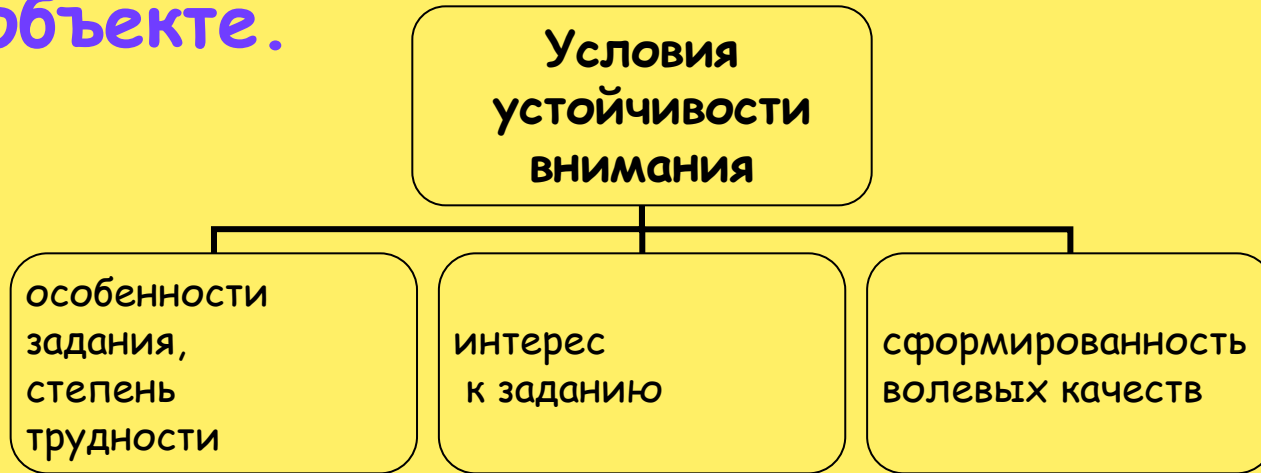 объекте.
Условия
устойчивости
внимания
особенности
задания,
степень
трудности
интерес
к заданию
сформированность
волевых качеств